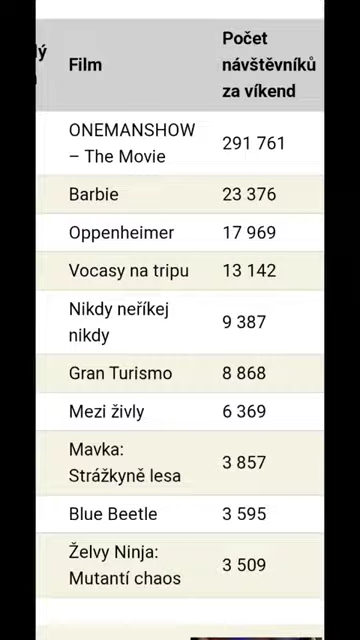 Film
Počet
návštěvníků
za víkend
ONEMANSHOW
– The Movie
291 761
Barbie
23 376
Oppenheimer
17 969
Vocasy na tripu
13 142
Nikdy neříkej
nikdy
9 387
Gran Turismo
8 868
Mezi živly
6 369
Mavka:
Strážkyně lesa
3 857
Blue Beetle
3 595
Želvy Ninja:
Mutantí chaos
3 509